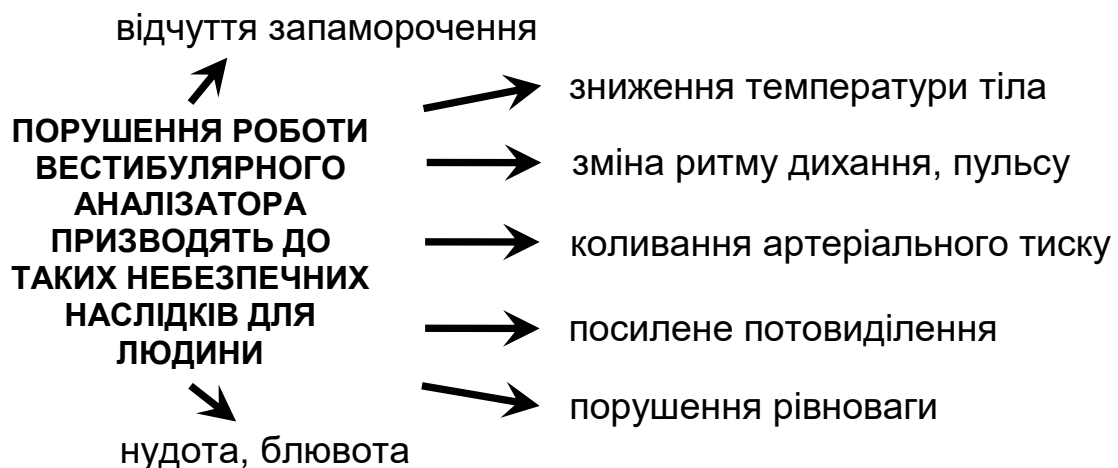 відчуття запаморочення
ПОРУШЕННЯ РОБОТИ
ВЕСТИБУЛЯРНОГО
АНАЛІЗАТОРА
ПРИЗВОДЯТЬ ДО
ТАКИХ НЕБЕЗПЕЧНИХ
НАСЛІДКІВ ДЛЯ
ЛЮДИНИ
зниження температури тіла
зміна ритму дихання, пульсу
коливання артеріального тиску
посилене потовиділення
порушення рівноваги
нудота, блювота